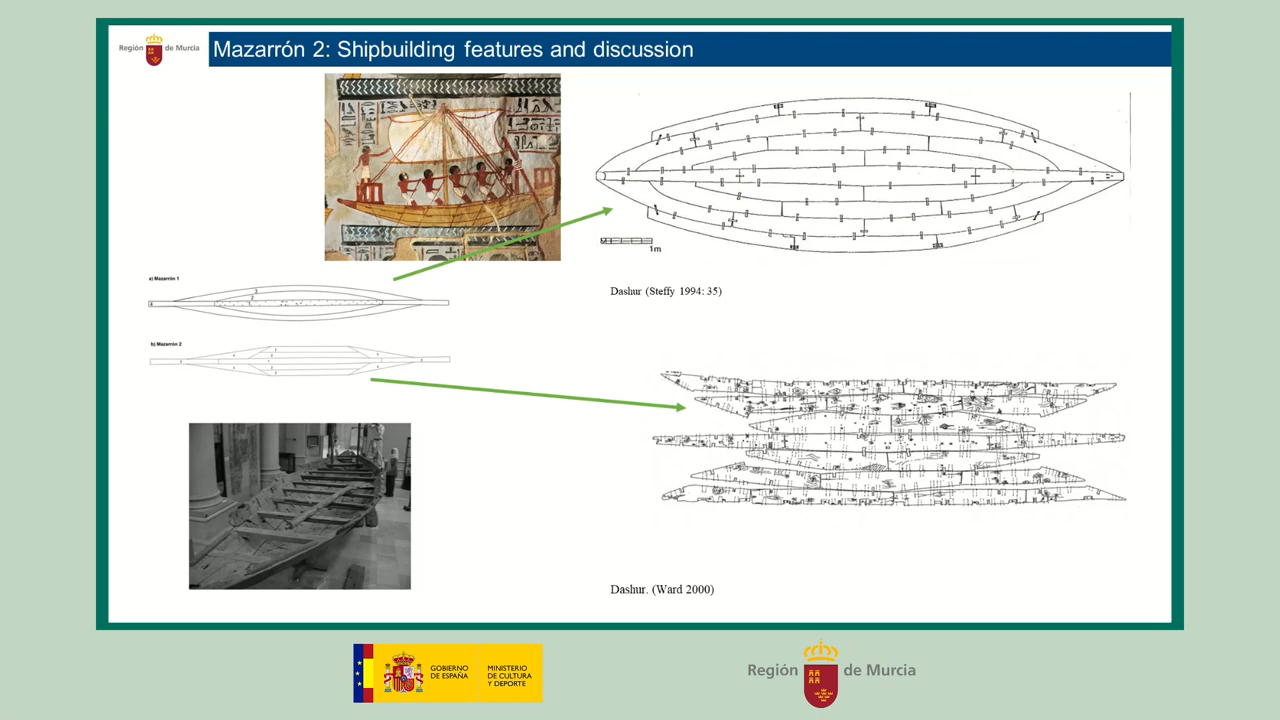 Región de Murcia
Mazarrón 2: Shipbuilding features and discussion
1m
Dashur (Steffy 1994: 35)
a) Mazarrón 1
b) Mazarrón 2
Dashur. (Ward 2000)
GOBIERNO
DE ESPAÑA
MINISTERIO
DE CULTURA
Y DEPORTE
Región de Murcia